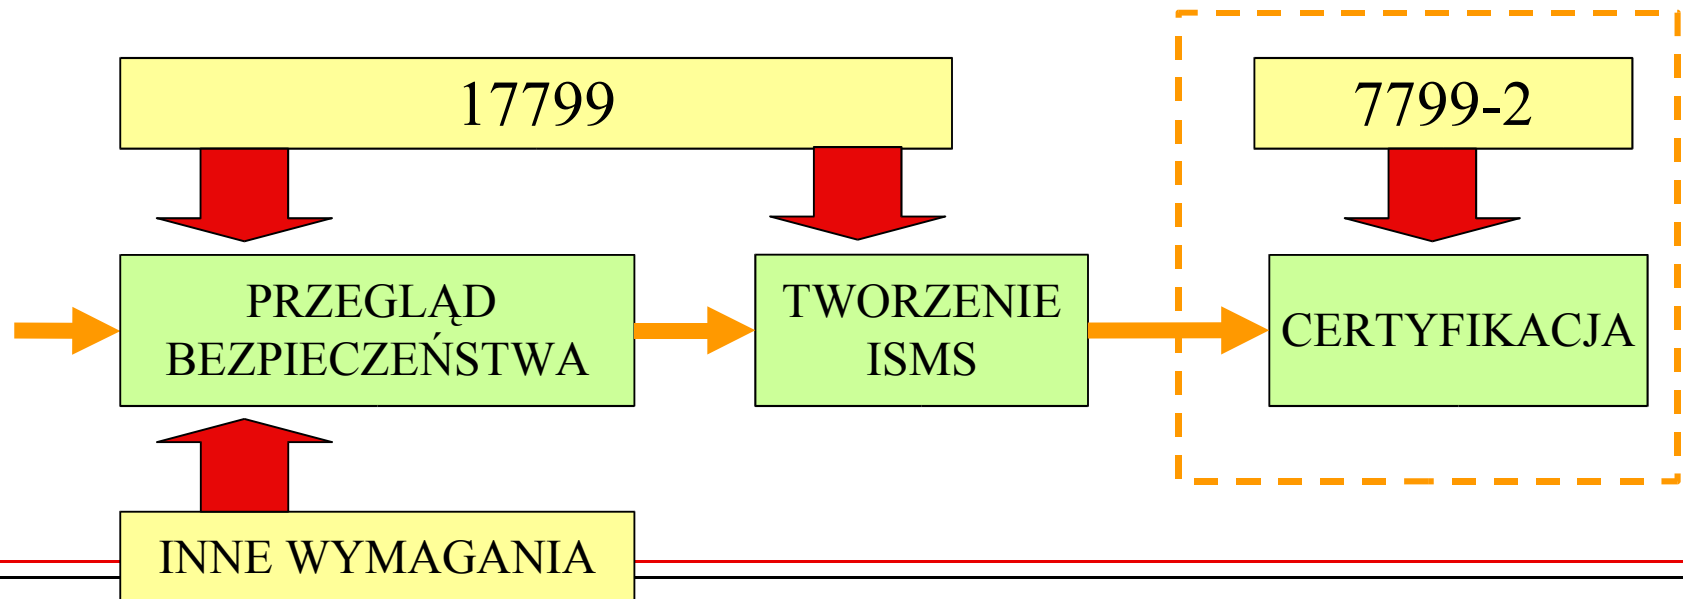 17799
7799-2
PRZEGLĄD
BEZPIECZEŃSTWA
TWORZENIE
ISMS
CERTYFIKACJA
INNE WYMAGANIA